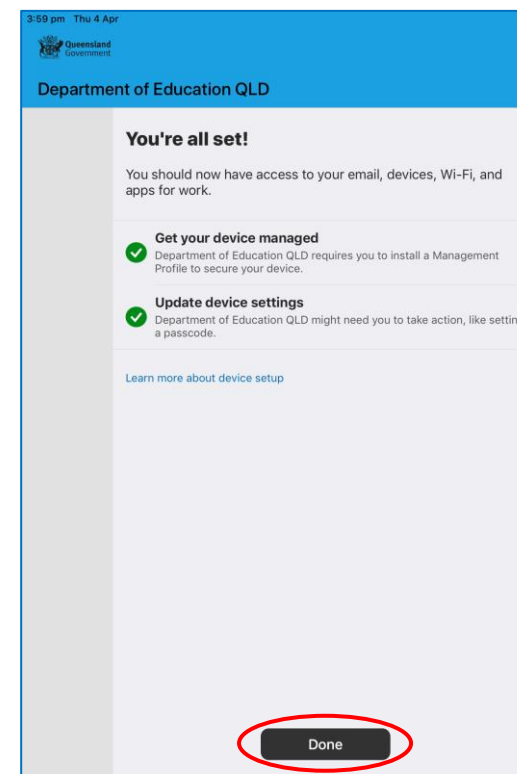 3:59 pm Thu 4 Apr
Queensland
Government
Department of Education QLD
You're all set!
You should now have access to your email, devices, Wi-Fi, and
apps for work.
Get your device managed
Department of Education QLD requires you to install a Management
Profile to secure your device.
Update device settings
Department of Education QLD might need you to take action, like settin
a passcode.
Learn more about device setup
Done